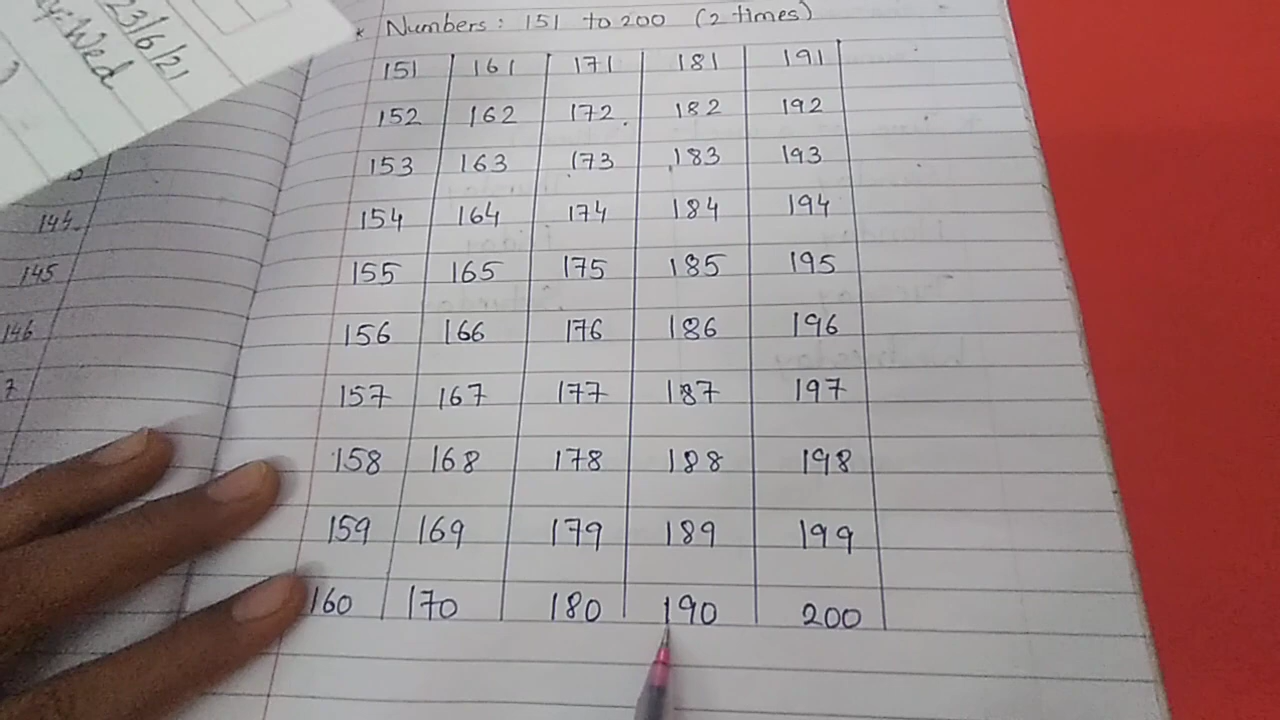 23/6/21
Wed
* Numbers: 151 to 200 (2 times)
151 161 171 181 191
152 162 172 182 192
153 163 173 183 193
154 164 174 184 194
155 165 175 185 195
156 166 176 186 196
157 167 177 187 197
158 168 178 188 198
159 169 179 189 199
160 170 180 190 200
144
145
146
7